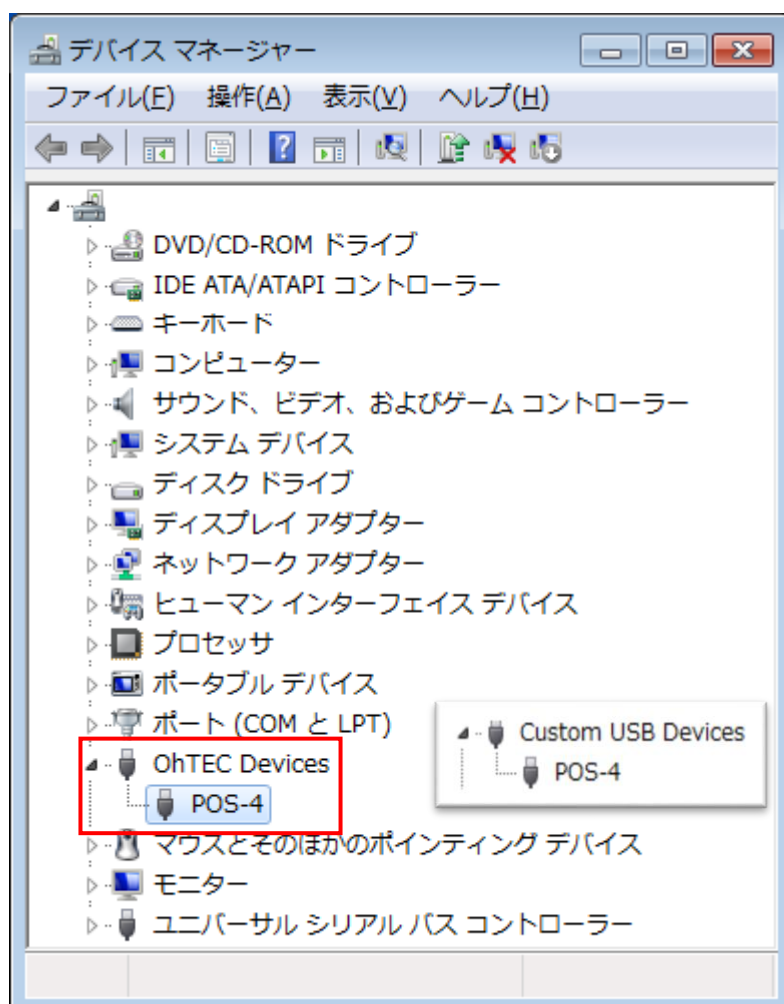 デバイス マネージャー
ファイル(F) 操作(A) 表示(V) ヘルプ(H)
DVD/CD-ROM ドライブ
IDE ATA/ATAPI コントローラー
キーボード
コンピューター
サウンド、ビデオ、およびゲーム コントローラー
システム デバイス
ディスク ドライブ
ディスプレイ アダプター
ネットワーク アダプター
ヒューマン インターフェイス デバイス
プロセッサ
ポータブル デバイス
ポート (COM と LPT)
OhTEC Devices
POS-4
Custom USB Devices
POS-4
マウスとそのほかのポインティング デバイス
モニター
ユニバーサル シリアル バス コントローラー